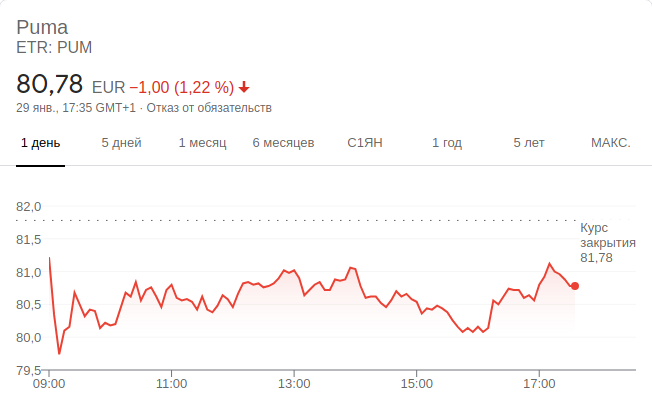 Puma
ETR: PUM
80,78 EUR −1,00 (1,22 %)
29 янв., 17:35 GMT+1 · Отказ от обязательств
1 день 5 дней 1 месяц 6 месяцев С1ЯН 1 год 5 лет МАКС.
82,0
Курс
81,5
закрытия
81,78
81,0
80,5
80,0
79,5
09:00 11:00 13:00 15:00 17:00